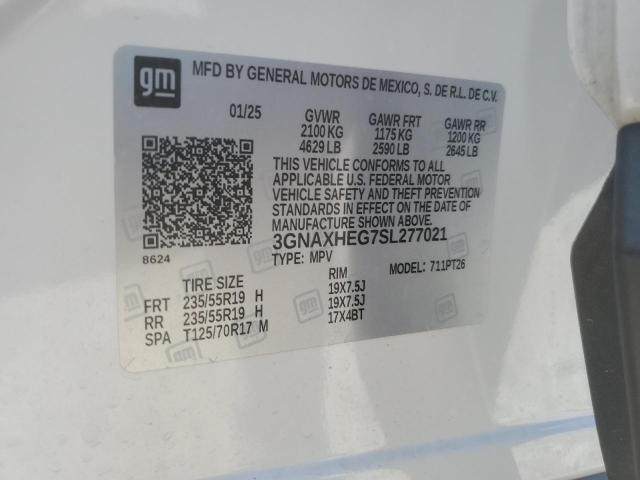 gm
MFD BY GENERAL MOTORS DE MEXICO, S. DE R.L. DE C.V.
01/25 GVWR GAWR FRT GAWR RR
2100 KG 1175 KG 1200 KG
4629 LB 2590 LB 2645 LB
THIS VEHICLE CONFORMS TO ALL
APPLICABLE U.S. FEDERAL MOTOR
VEHICLE SAFETY AND THEFT PREVENTION
STANDARDS IN EFFECT ON THE DATE OF
MANUFACTURE SHOWN ABOVE.
3GNAXHEG7SL277021
8624 TYPE: MPV MODEL: 711PT26
TIRE SIZE RIM
FRT 235/55R19 H 19X7.5J
RR 235/55R19 H 19X7.5J
SPA T125/70R17 M 17X4BT